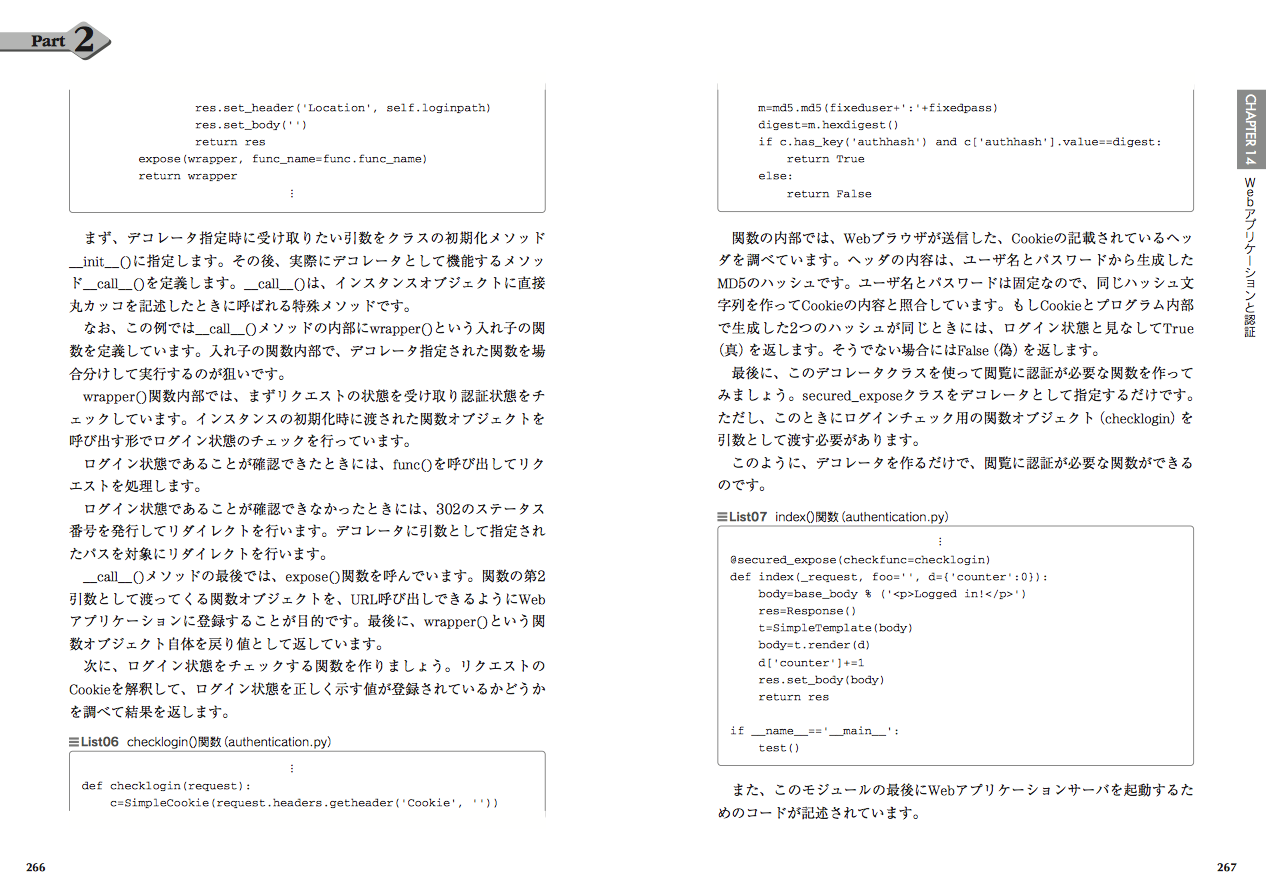 Part 2
res.set_header('Location', self.loginpath)
res.set_body('')
return res
expose(wrapper, func_name=func.func_name)
return wrapper
⋮
まず、デコレータ指定時に受け取りたい引数をクラスの初期化メソッド
__init__()に指定します。その後、実際にデコレータとして機能するメソッ
ド__call__()を定義します。__call__()は、インスタンスオブジェクトに直接
丸カッコを記述したときに呼ばれる特殊メソッドです。
なお、この例では__call__()メソッドの内部にwrapper()という入れ子の関
数を定義しています。入れ子の関数内部で、デコレータ指定された関数を場
合分けして実行するのが狙いです。
wrapper()関数内部では、まずリクエストの状態を受け取り認証状態をチ
ェックしています。インスタンスの初期化時に渡された関数オブジェクトを
呼び出す形でログイン状態のチェックを行っています。
ログイン状態であることが確認できたときには、func()を呼び出してリク
エストを処理します。
ログイン状態であることが確認できなかったときには、302のステータス
番号を発行してリダイレクトを行います。デコレータに引数として指定され
たパスを対象にリダイレクトを行います。
__call__()メソッドの最後では、expose()関数を呼んでいます。関数の第2
引数として渡ってくる関数オブジェクトを、URL呼び出しできるようにWeb
アプリケーションに登録することが目的です。最後に、wrapper()という関
数オブジェクト自体を戻り値として返しています。
次に、ログイン状態をチェックする関数を作りましょう。リクエストの
Cookieを解釈して、ログイン状態を正しく示す値が登録されているかどうか
を調べて結果を返します。
List06 checklogin()関数(authentication.py)
⋮
def checklogin(request):
c=SimpleCookie(request.headers.getheader('Cookie', ''))
266
m=md5.md5(fixeduser+':'+fixedpass)
digest=m.hexdigest()
if c.has_key('authhash') and c['authhash'].value==digest:
return True
else:
return False
関数の内部では、Webブラウザが送信した、Cookieの記載されているヘッ
ダを調べています。ヘッダの内容は、ユーザ名とパスワードから生成した
MD5のハッシュです。ユーザ名とパスワードは固定なので、同じハッシュ文
字列を作ってCookieの内容と照合しています。もしCookieとプログラム内部
で生成した2つのハッシュが同じときには、ログイン状態と見なしてTrue
(真)を返します。そうでない場合にはFalse(偽)を返します。
最後に、このデコレータクラスを使って閲覧に認証が必要な関数を作って
みましょう。secured_exposeクラスをデコレータとして指定するだけです。
ただし、このときにログインチェック用の関数オブジェクト(checklogin)を
引数として渡す必要があります。
このように、デコレータを作るだけで、閲覧に認証が必要な関数ができる
のです。
List07 index()関数(authentication.py)
⋮
@secured_expose(checkfunc=checklogin)
def index(_request, foo='', d={'counter':0}):
body=base_body % ('<p>Logged in!</p>')
res=Response()
t=SimpleTemplate(body)
body=t.render(d)
d['counter']+=1
res.set_body(body)
return res
if __name__=='__main__':
test()
また、このモジュールの最後にWebアプリケーションサーバを起動するた
めのコードが記述されています。
CHAPTER 14
Webアプリケーションと認証
267